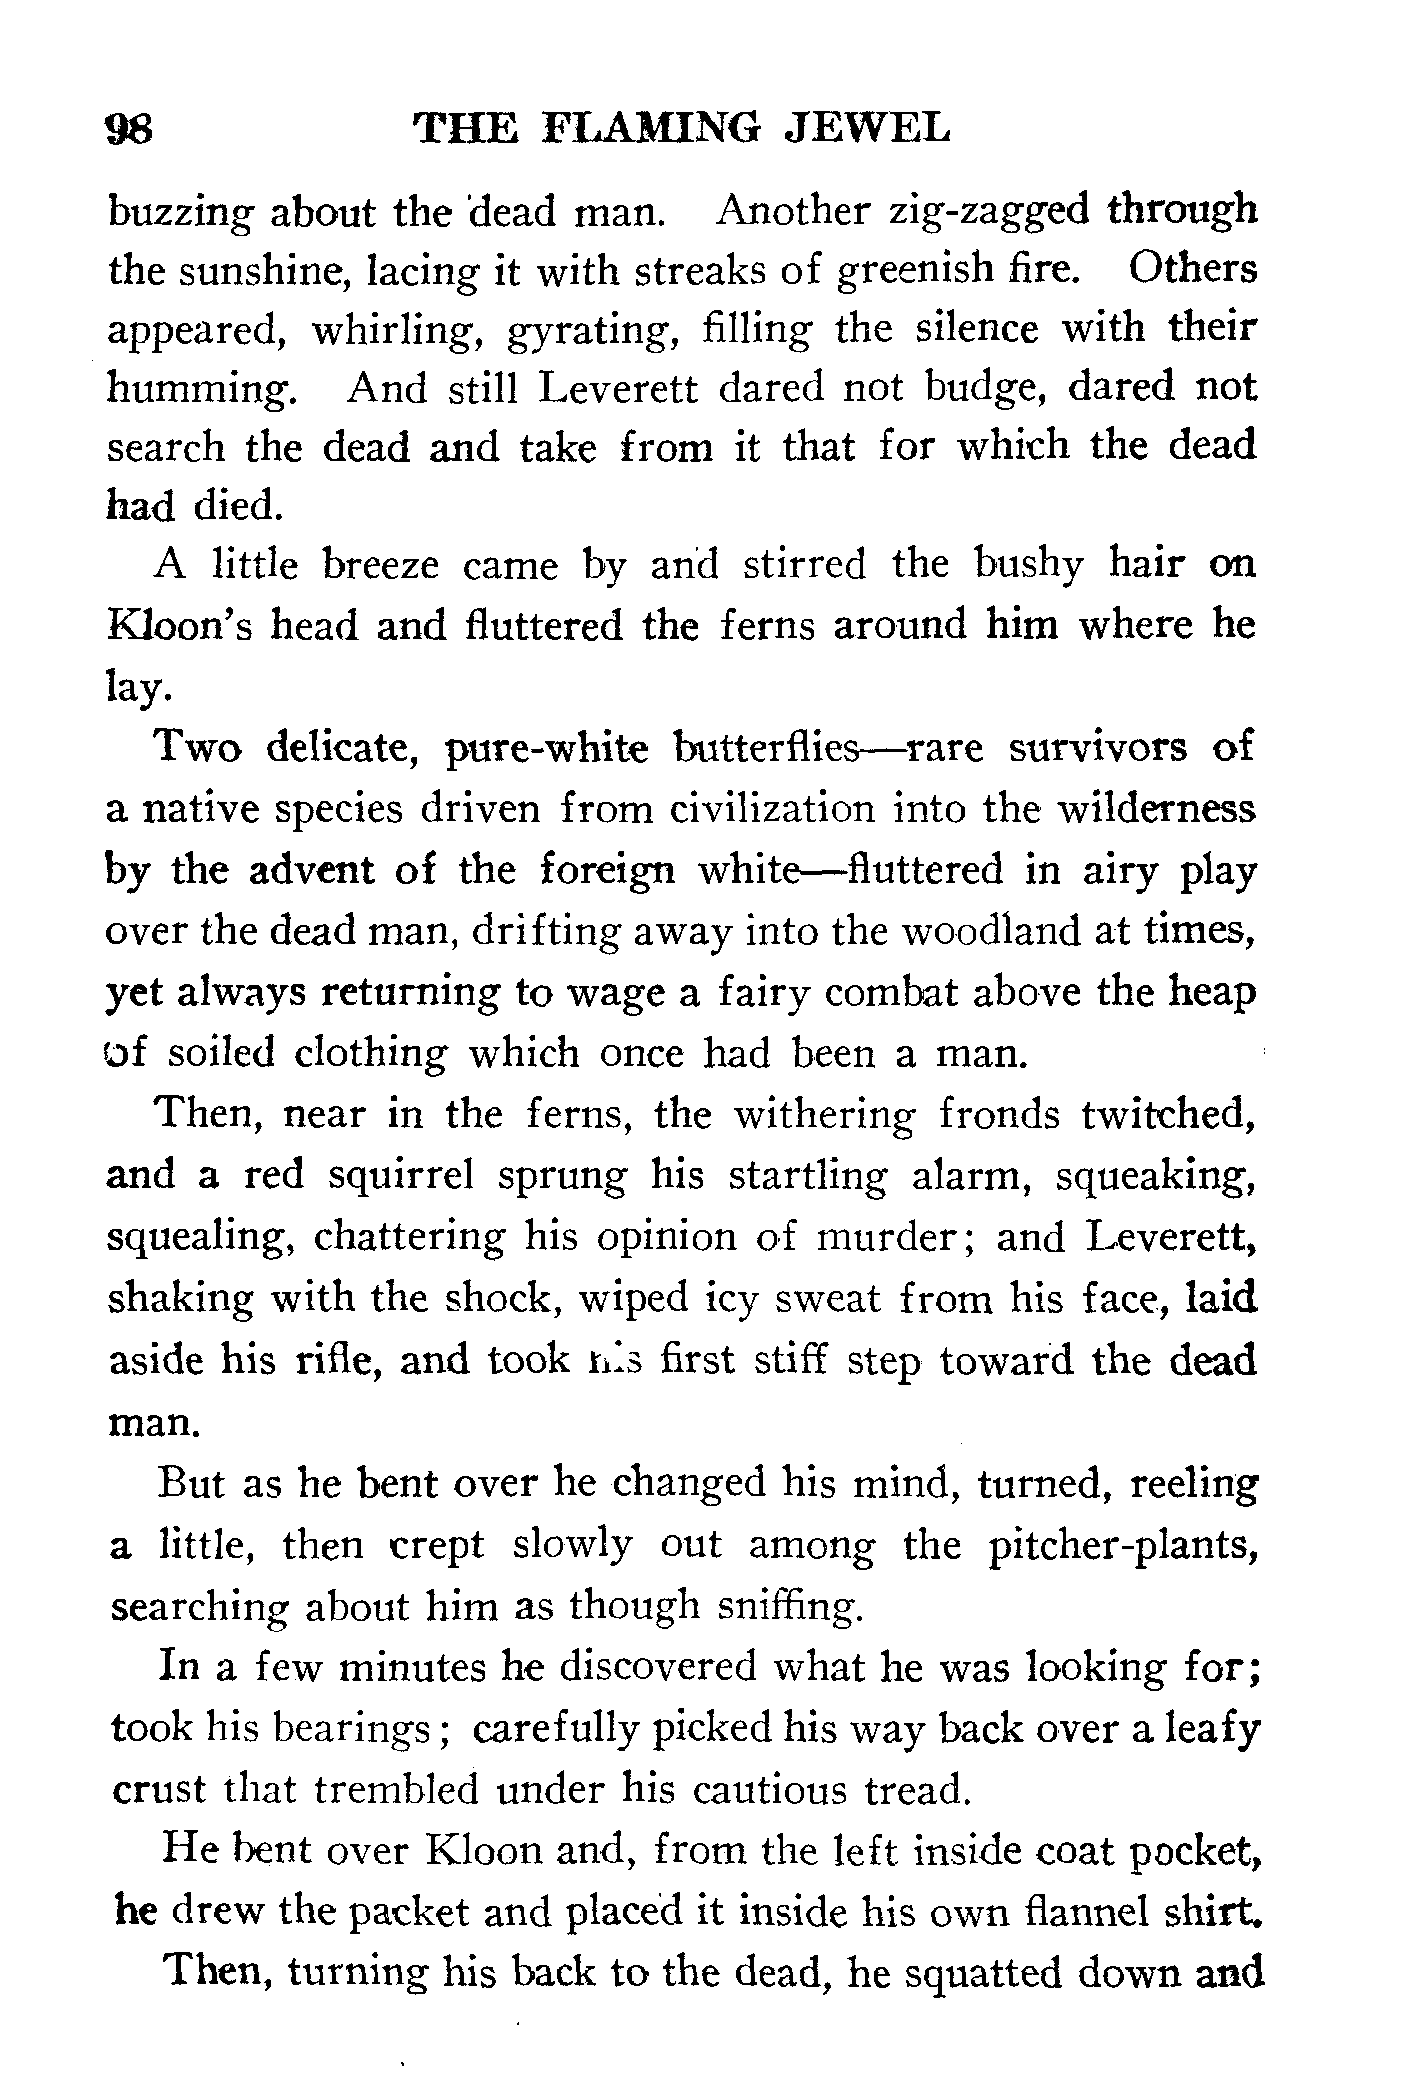 98 THE FLAMING JEWEL
buzzing about the dead man. Another zig-zagged through
the sunshine, lacing it with streaks of greenish fire. Others
appeared, whirling, gyrating, filling the silence with their
humming. And still Leverett dared not budge, dared not
search the dead and take from it that for which the dead
had died.
A little breeze came by and stirred the bushy hair on
Kloon's head and fluttered the ferns around him where he
lay.
Two delicate, pure-white butterflies—rare survivors of
a native species driven from civilization into the wilderness
by the advent of the foreign white—fluttered in airy play
over the dead man, drifting away into the woodland at times,
yet always returning to wage a fairy combat above the heap
of soiled clothing which once had been a man.
Then, near in the ferns, the withering fronds twitched,
and a red squirrel sprung his startling alarm, squeaking,
squealing, chattering his opinion of murder; and Leverett,
shaking with the shock, wiped icy sweat from his face, laid
aside his rifle, and took his first stiff step toward the dead
man.
But as he bent over he changed his mind, turned, reeling
a little, then crept slowly out among the pitcher-plants,
searching about him as though sniffing.
In a few minutes he discovered what he was looking for;
took his bearings; carefully picked his way back over a leafy
crust that trembled under his cautious tread.
He bent over Kloon and, from the left inside coat pocket,
he drew the packet and placed it inside his own flannel shirt.
Then, turning his back to the dead, he squatted down and